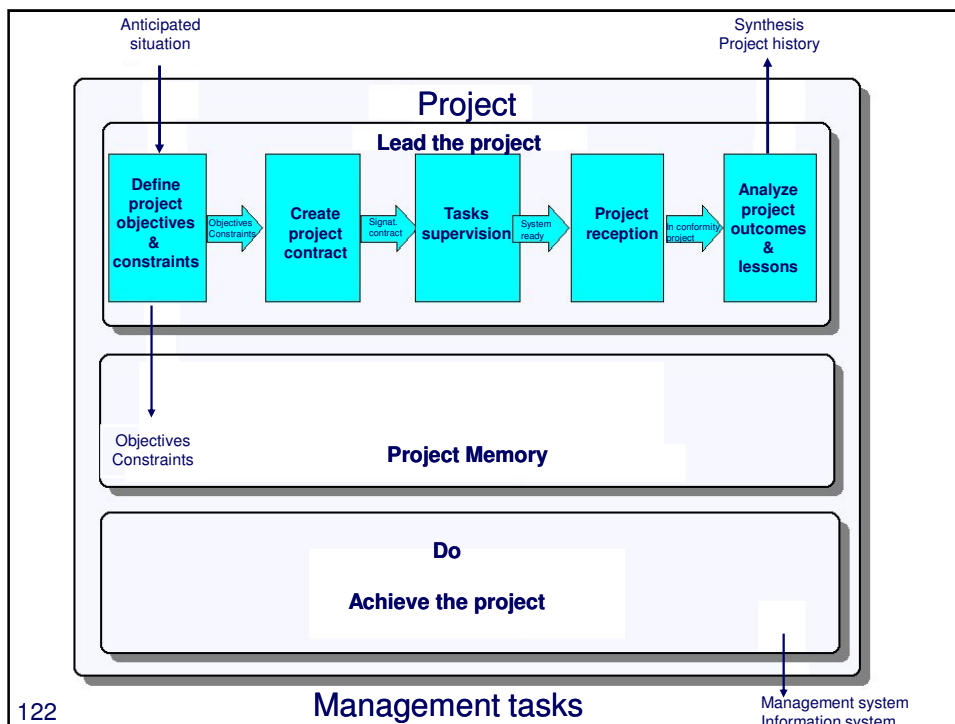 Anticipated
situation
Synthesis
Project history
Project
Lead the project
Define
project
objectives
&
constraints
Objectives
Constraints
Create
project
contract
Signat.
contract
Tasks
supervision
System
ready
Project
reception
In conformity
project
Analyze
project
outcomes
&
lessons
Objectives
Constraints
Project Memory
Do
Achieve the project
Management system
Information system
122
Management tasks